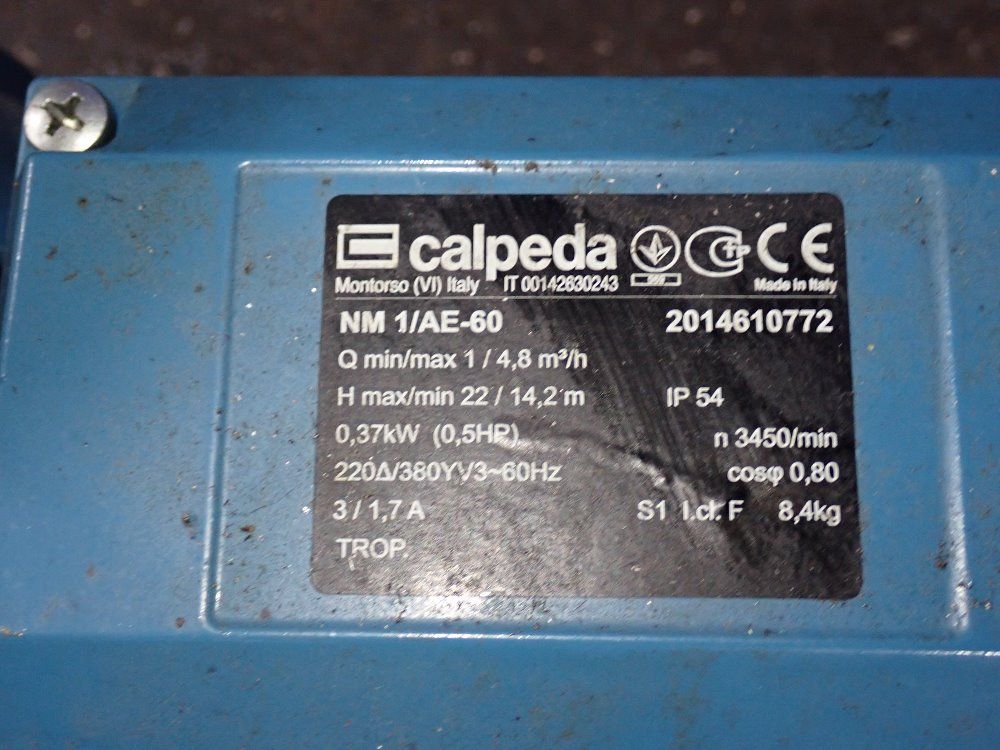 calpeda CE
Montorso (VI) Italy IT 00142630243 Made in Italy
NM 1/AE-60 2014610772
Q min/max 1 / 4,8 m³/h
H max/min 22 / 14,2 m IP 54
0,37kW (0,5HP) n 3450/min
220Δ/380YV3~60Hz cosφ 0,80
3 / 1,7 A S1 I.cl. F 8,4kg
TROP.